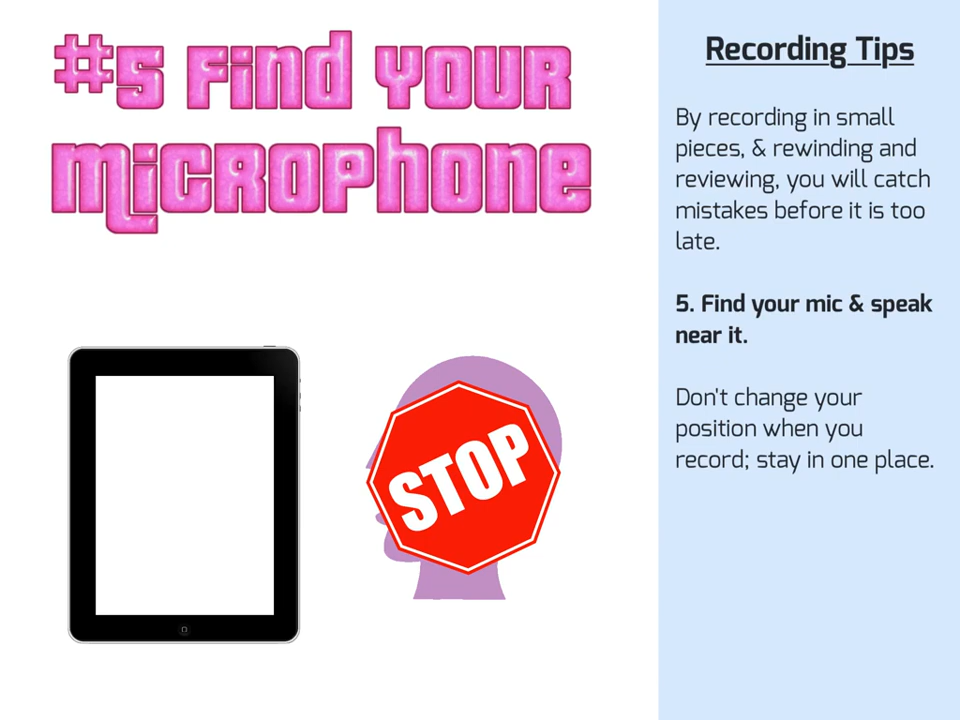 #5 Find Your
Microphone
STOP
Recording Tips
By recording in small
pieces, & rewinding and
reviewing, you will catch
mistakes before it is too
late.
5. Find your mic & speak
near it.
Don't change your
position when you
record; stay in one place.